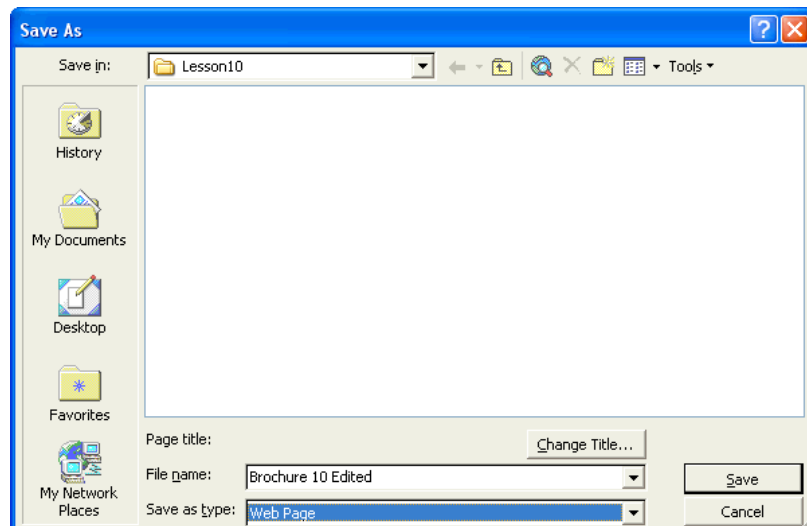 Save As
Save in: Lesson10 Tools
History
My Documents
Desktop
Favorites
My Network
Places
Page title: Change Title...
File name: Brochure 10 Edited Save
Save as type: Web Page Cancel